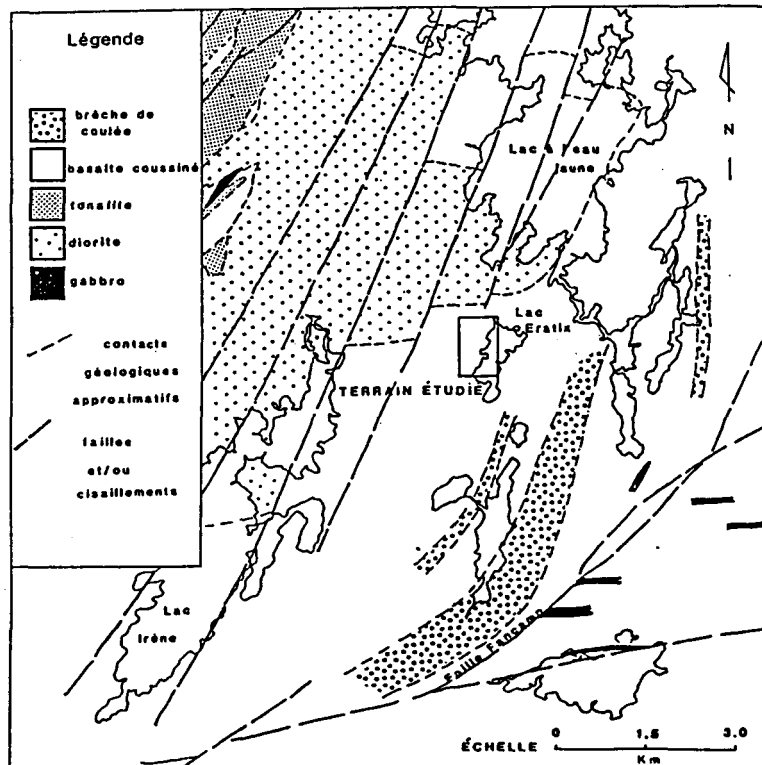 Légende
brèche de
coulée
basalte coussiné
tonalite
diorite
gabbro
contacts
géologiques
approximatifs
failles
et/ou
cisaillements
Lac à l'eau
jaune
N
Lac
Eratix
TERRAIN ÉTUDIÉ
Lac
Irène
Faille Fancamp
ÉCHELLE
0 1.5 3.0
Km